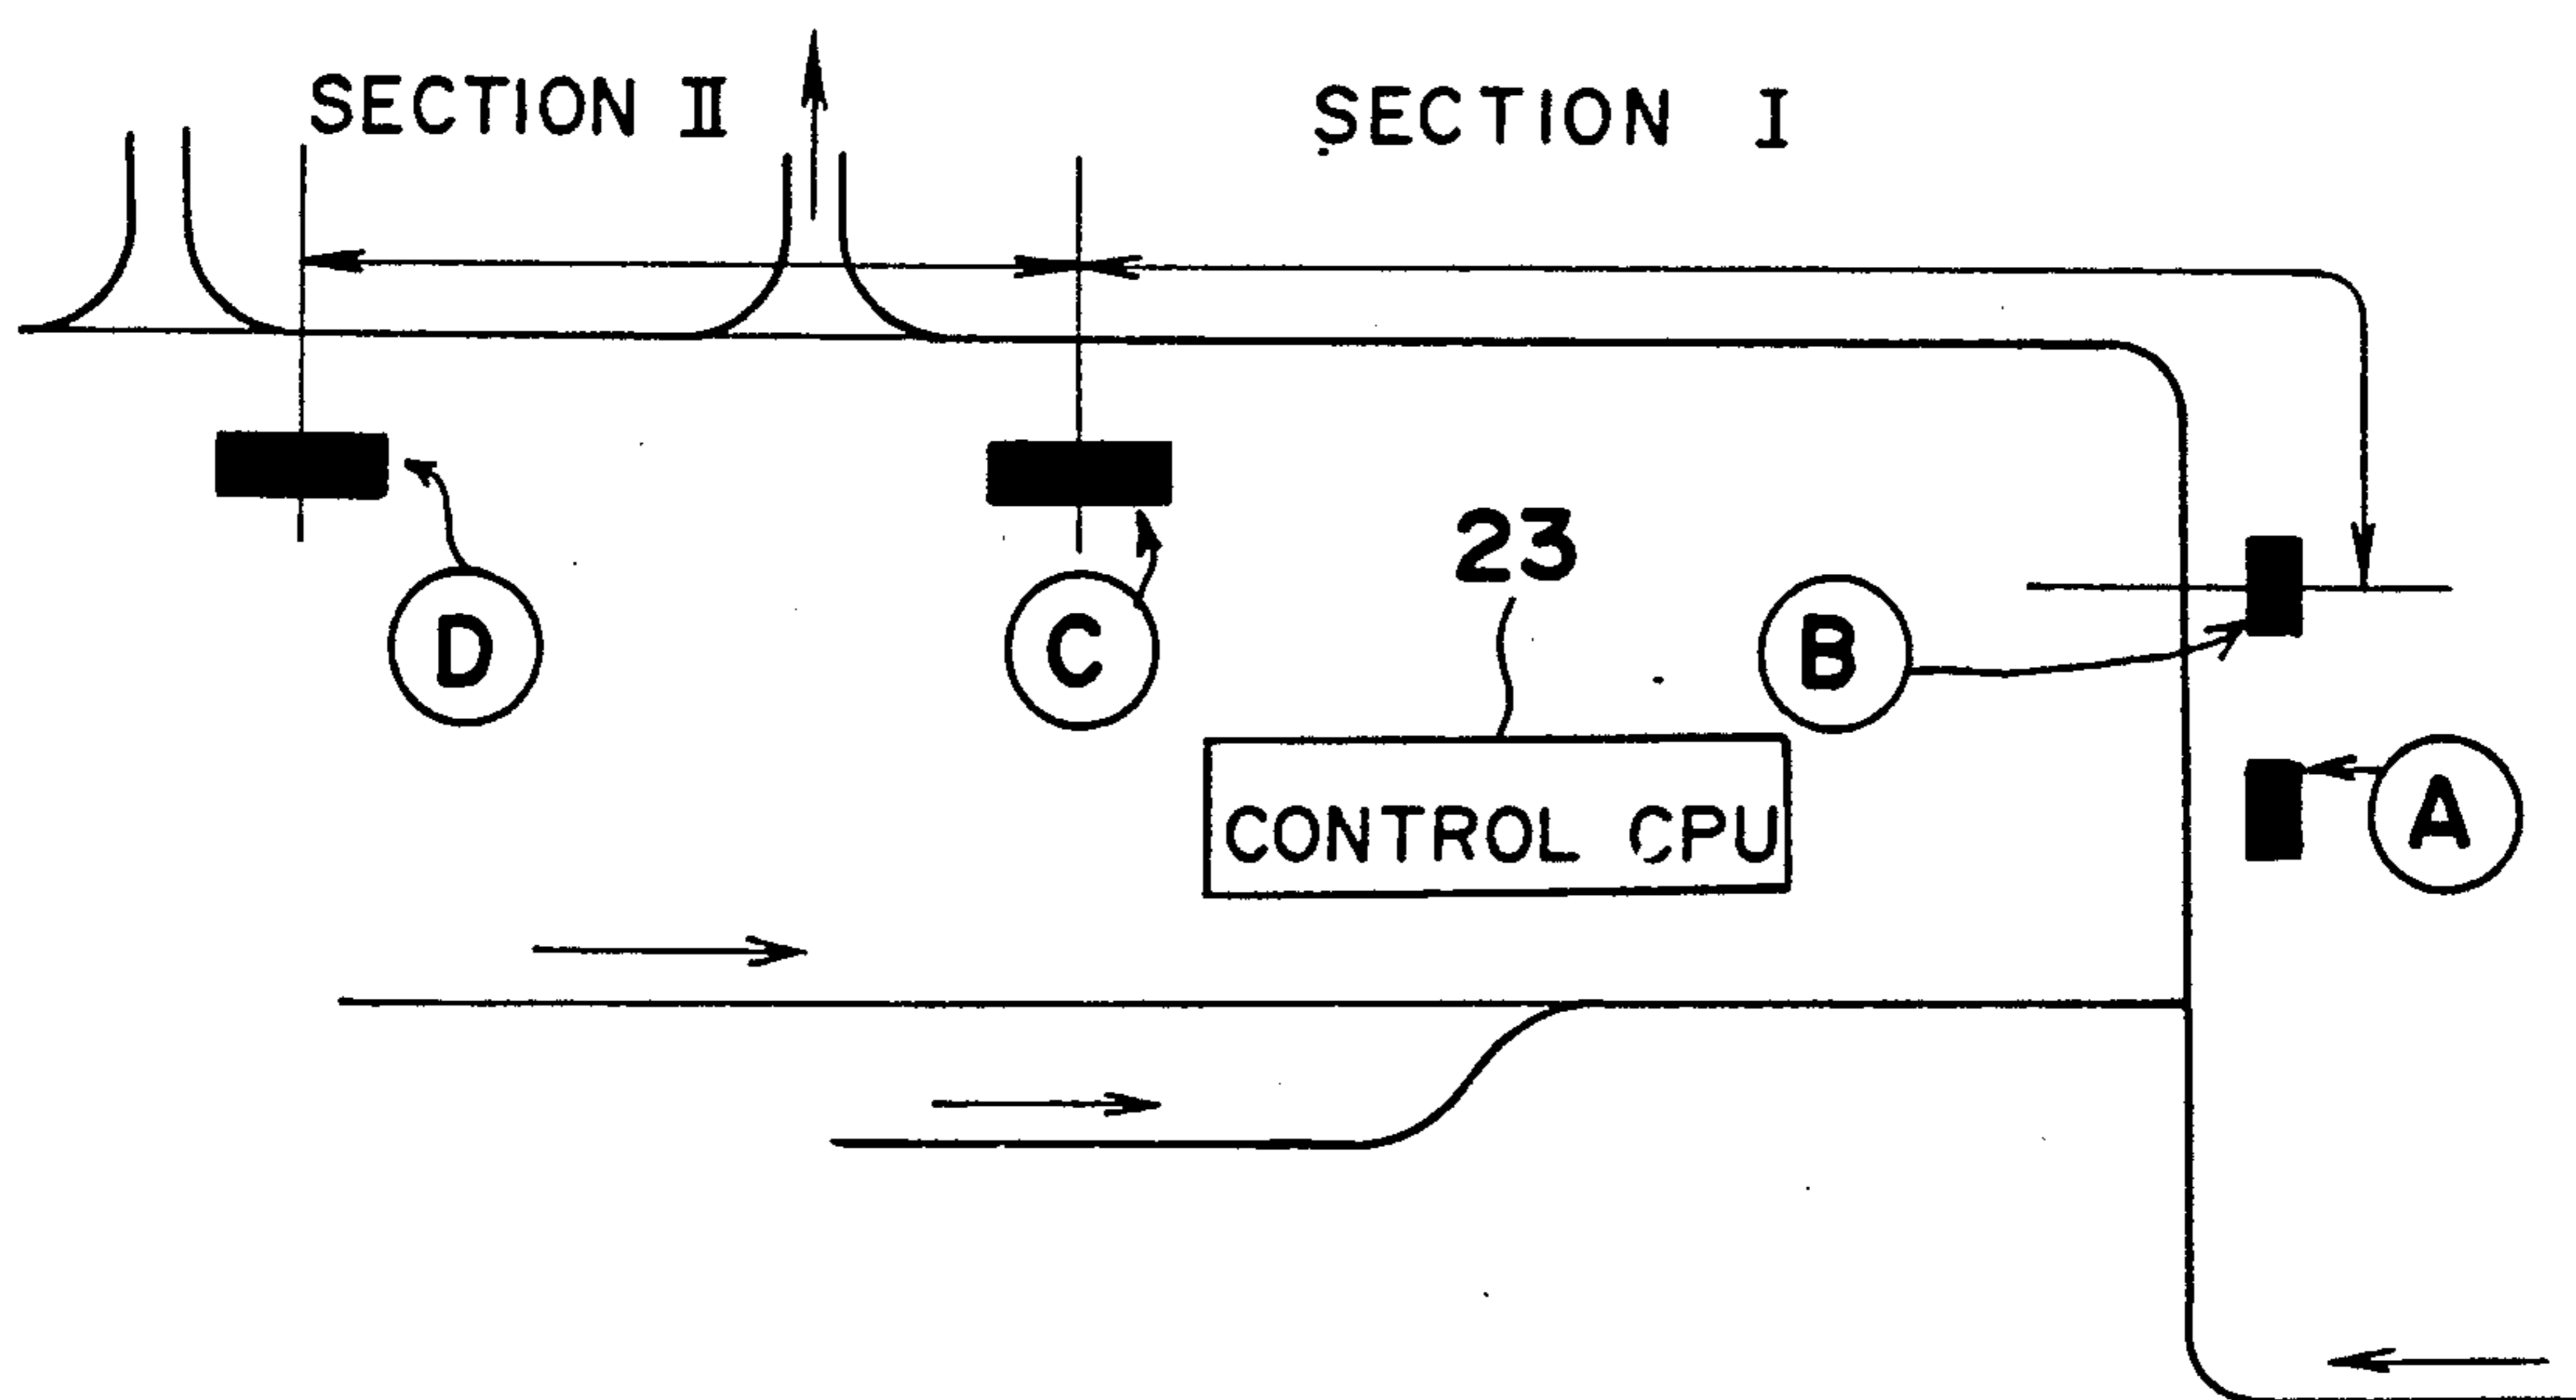 SECTION II
SECTION I
23
D
C
B
CONTROL CPU
A